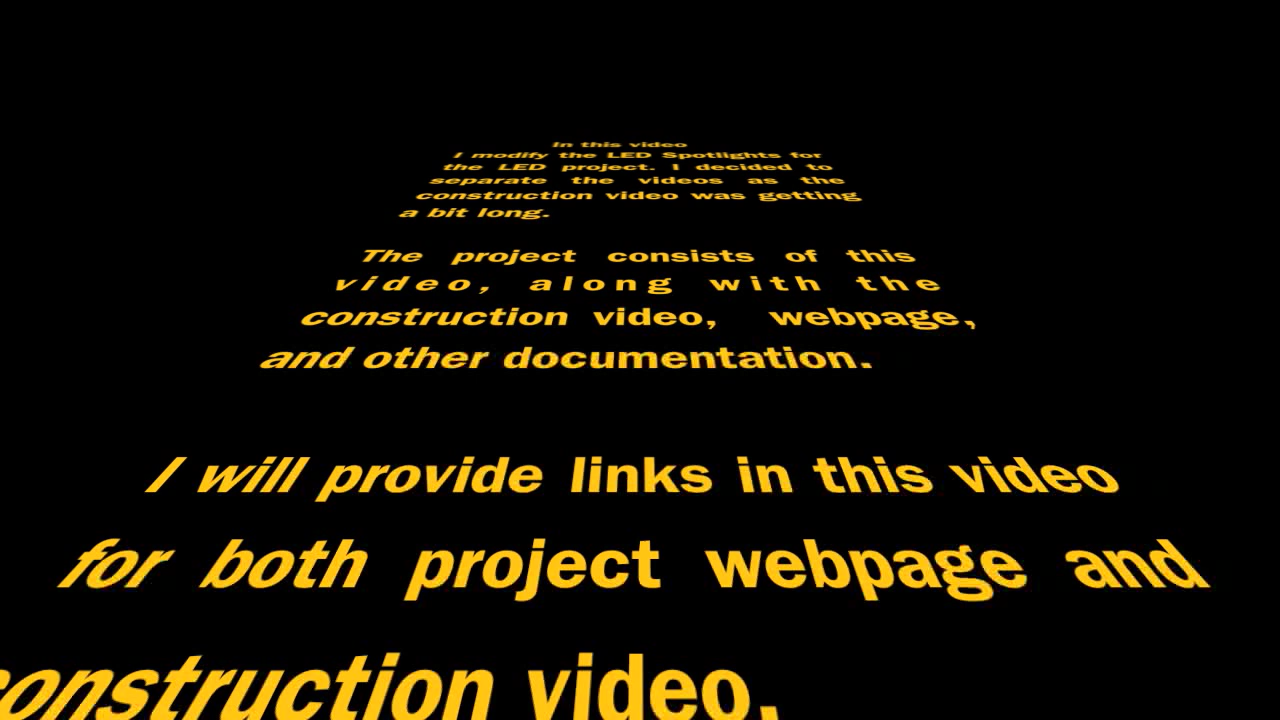 In this video
I modify the LED Spotlights for
the LED project. I decided to
separate the videos as the
construction video was getting
a bit long.
The project consists of this
video, along with the
construction video, webpage,
and other documentation.
I will provide links in this video
for both project webpage and
construction video.